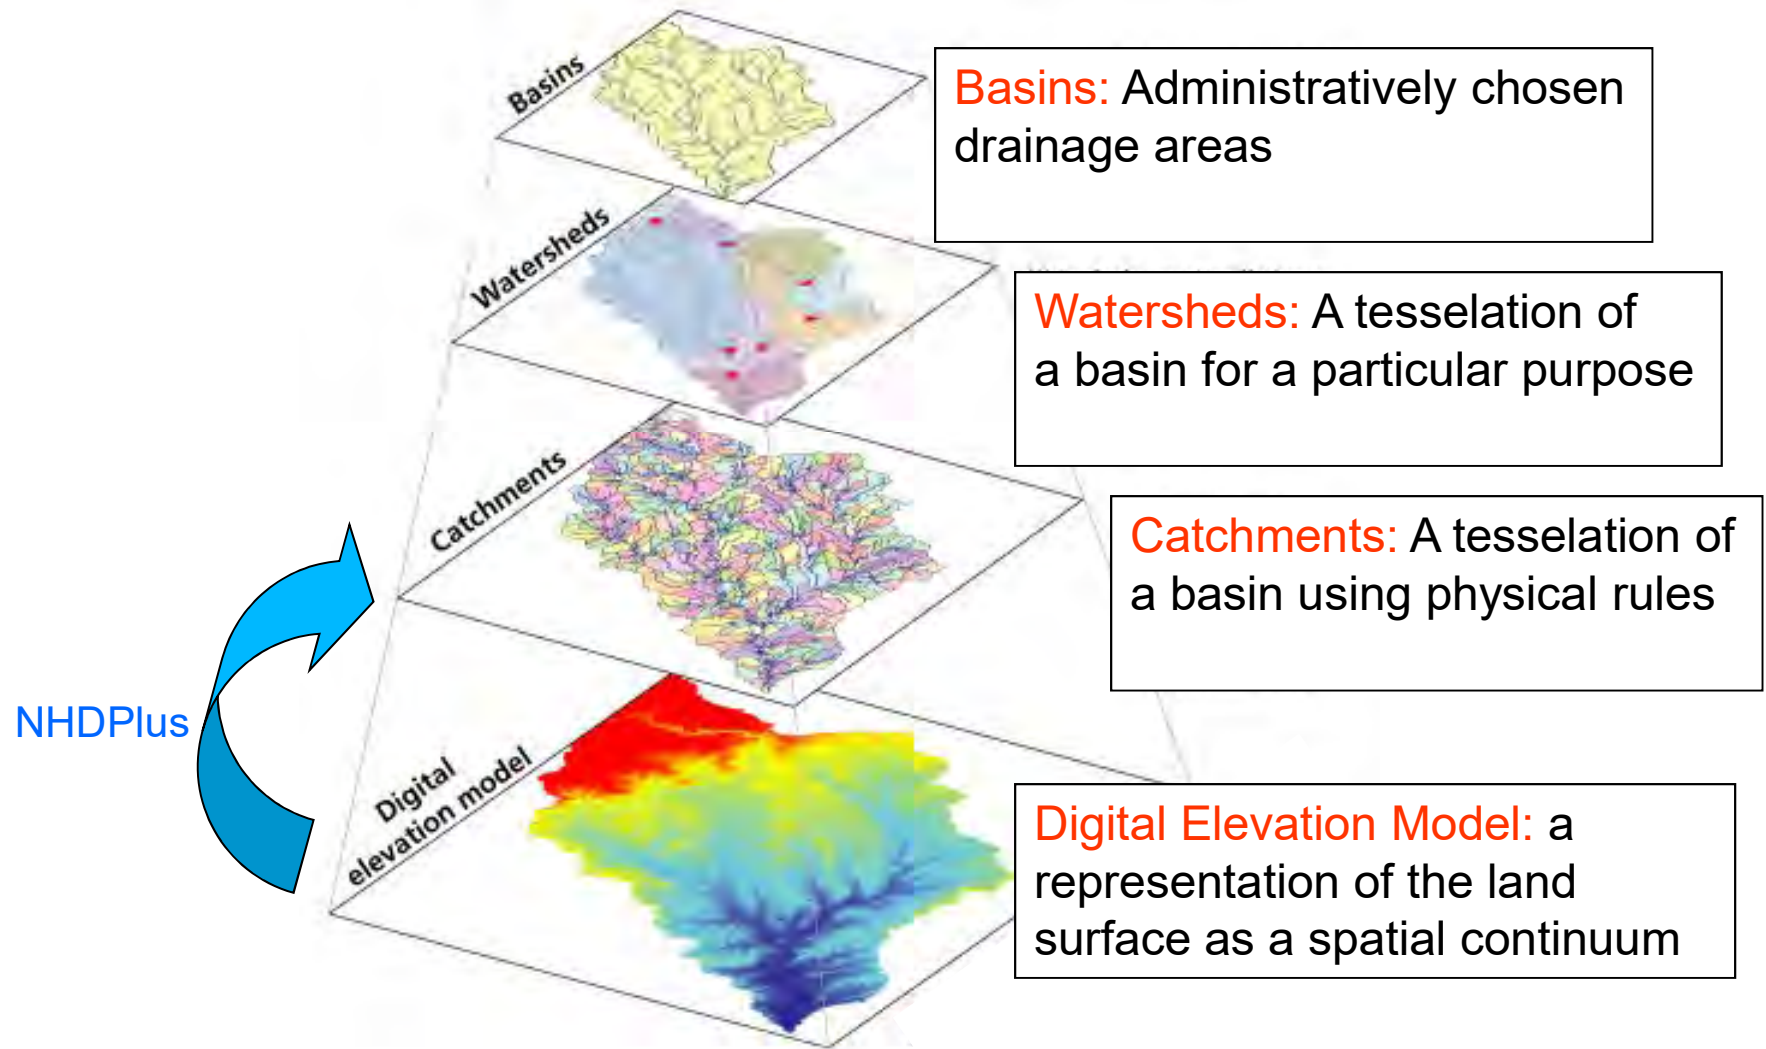 Basins
Basins: Administratively chosen
drainage areas
Watersheds
Watersheds: A tesselation of
a basin for a particular purpose
Catchments
Catchments: A tesselation of
a basin using physical rules
NHDPlus
Digital
elevation model
Digital Elevation Model: a
representation of the land
surface as a spatial continuum